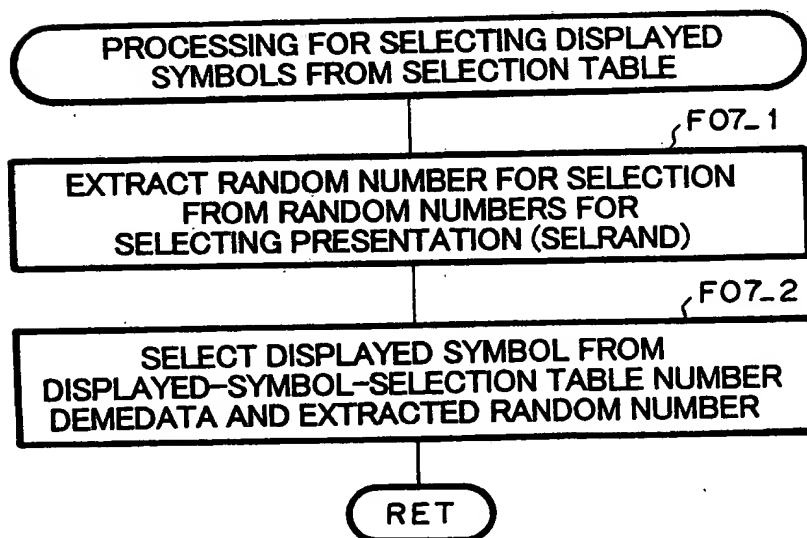 PROCESSING FOR SELECTING DISPLAYED
SYMBOLS FROM SELECTION TABLE
F07_1
EXTRACT RANDOM NUMBER FOR SELECTION
FROM RANDOM NUMBERS FOR
SELECTING PRESENTATION (SELRAND)
F07_2
SELECT DISPLAYED SYMBOL FROM
DISPLAYED-SYMBOL-SELECTION TABLE NUMBER
DEMEDATA AND EXTRACTED RANDOM NUMBER
RET